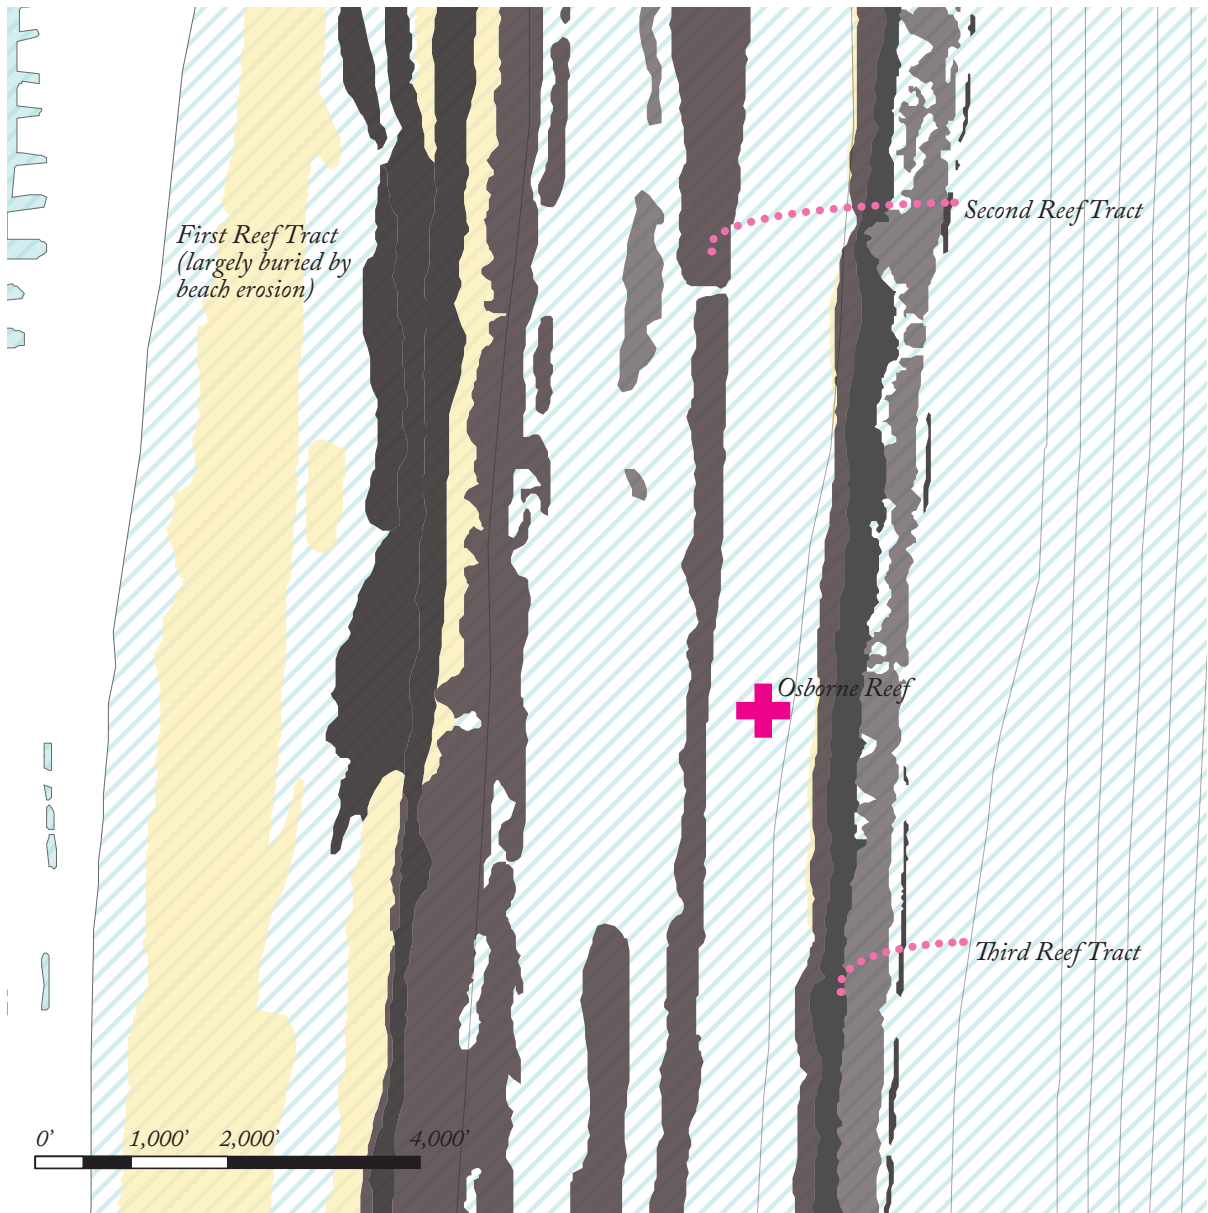 Second Reef Tract
First Reef Tract
(largely buried by
beach erosion)
Osborne Reef
Third Reef Tract
0’ 1,000’ 2,000’ 4,000’